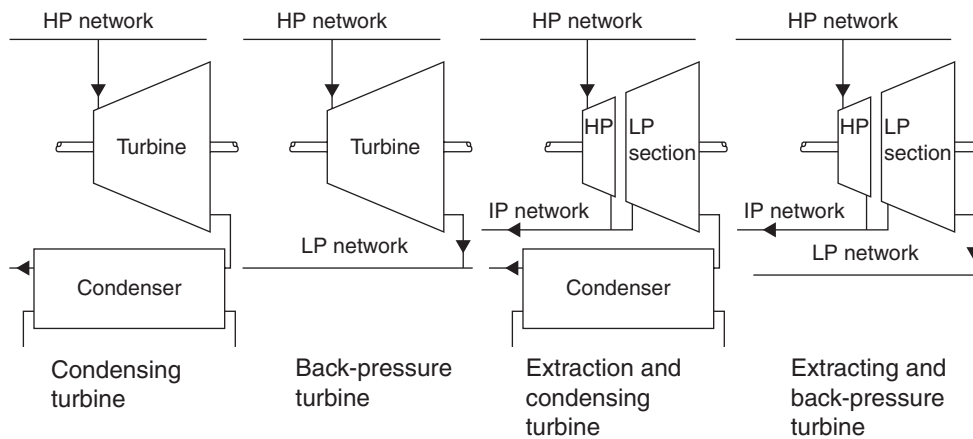 HP network
Turbine
Condenser
Condensing
turbine
HP network
Turbine
LP network
Back-pressure
turbine
HP network
HP
LP
section
IP network
Condenser
Extraction and
condensing
turbine
HP network
HP
LP
section
IP network
LP network
Extracting and
back-pressure
turbine